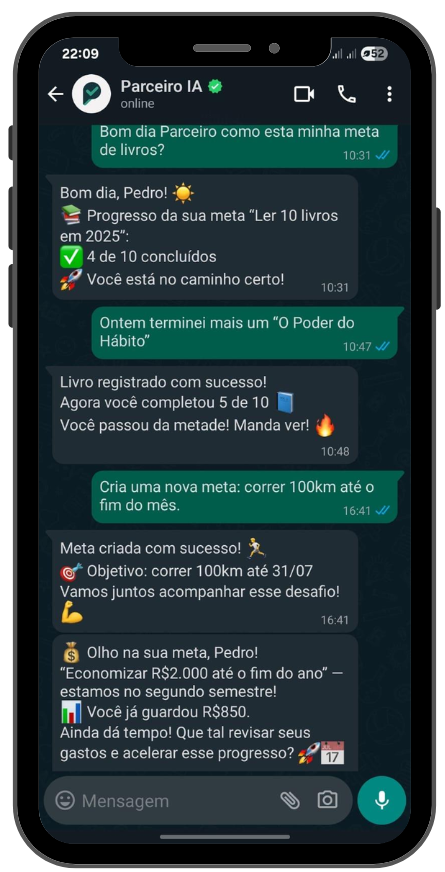 22:09
52
Parceiro IA
online
Bom dia Parceiro como esta minha meta
de livros?
10:31
Bom dia, Pedro! ☀️
📚 Progresso da sua meta “Ler 10 livros
em 2025”:
✅ 4 de 10 concluídos
🚀 Você está no caminho certo!
10:31
Ontem terminei mais um “O Poder do
Hábito”
10:47
Livro registrado com sucesso!
Agora você completou 5 de 10 📘
Você passou da metade! Manda ver! 🔥
10:48
Cria uma nova meta: correr 100km até o
fim do mês.
16:41
Meta criada com sucesso! 🏃
🎯 Objetivo: correr 100km até 31/07
Vamos juntos acompanhar esse desafio!
💪
16:41
💰 Olho na sua meta, Pedro!
“Economizar R$2.000 até o fim do ano” —
estamos no segundo semestre!
📊 Você já guardou R$850.
Ainda dá tempo! Que tal revisar seus
gastos e acelerar esse progresso? 🚀📅
Mensagem